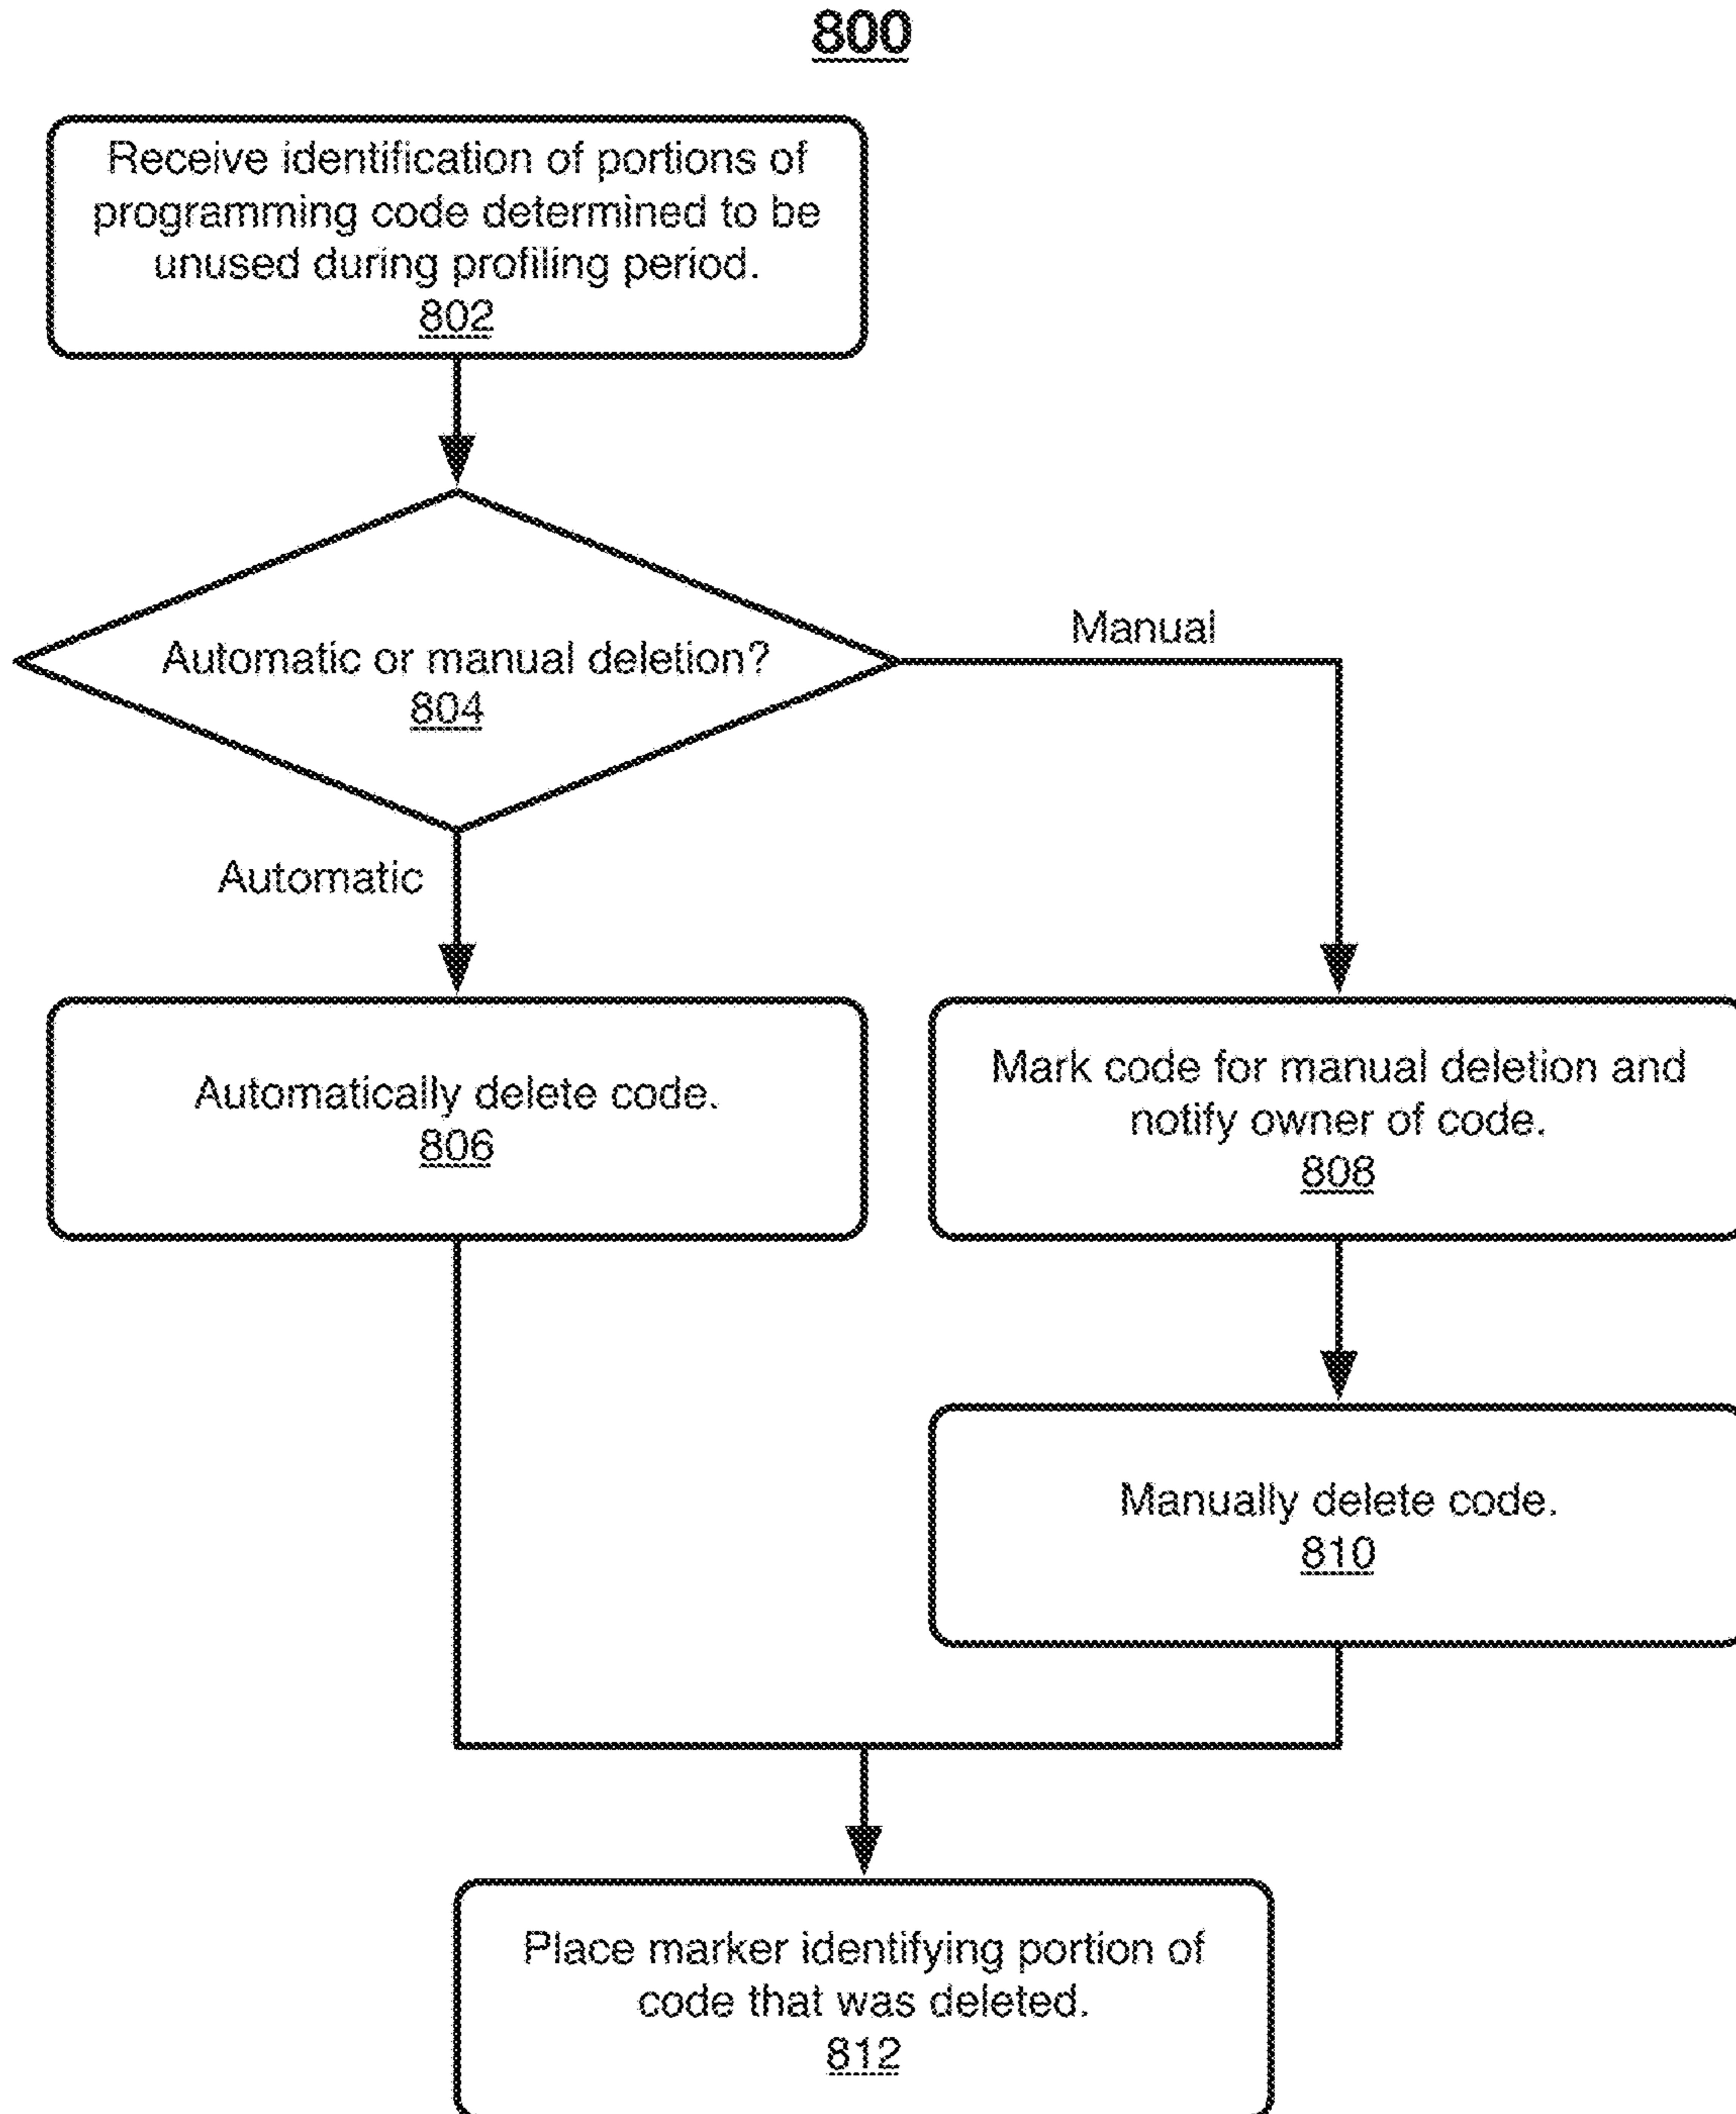 800
Receive identification of portions of
programming code determined to be
unused during profiling period.
802
Automatic or manual deletion?
804
Manual
Automatic
Automatically delete code.
806
Mark code for manual deletion and
notify owner of code.
808
Manually delete code.
810
Place marker identifying portion of
code that was deleted.
812